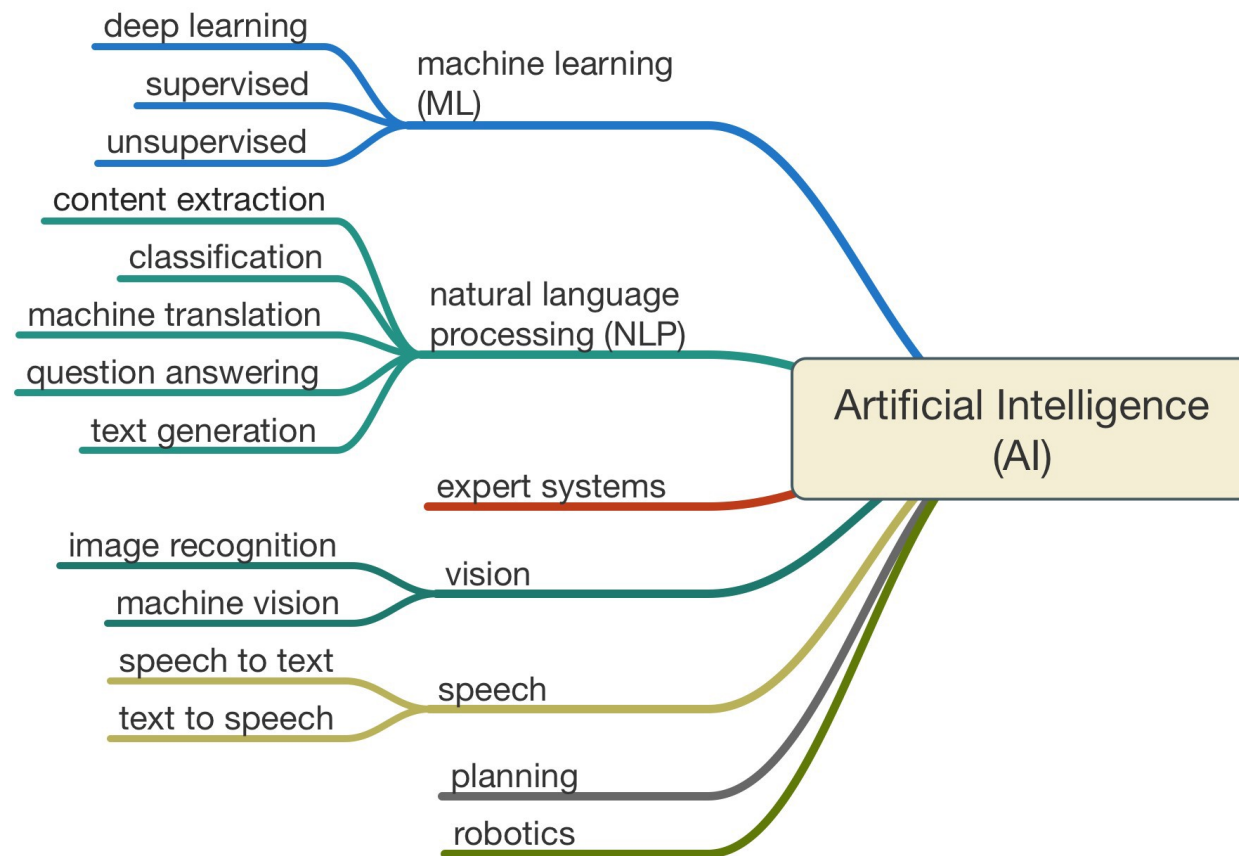 deep learning
supervised
unsupervised
machine learning
(ML)
content extraction
classification
machine translation
question answering
text generation
natural language
processing (NLP)
expert systems
image recognition
machine vision
vision
speech to text
text to speech
speech
planning
robotics
Artificial Intelligence
(AI)